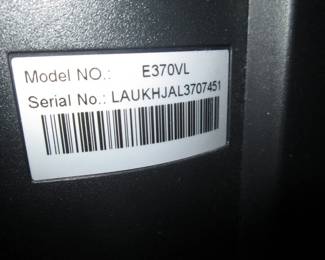 Model NO.: E370VL
Serial No.: LAUKHJAL3707451